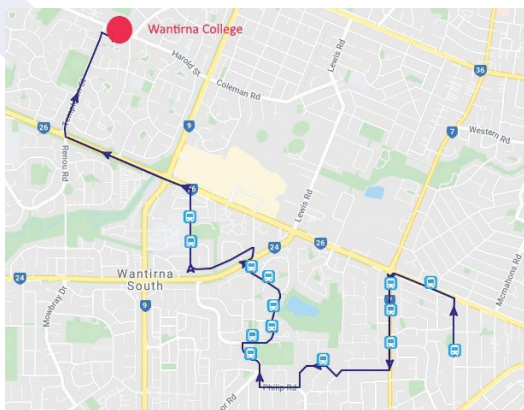 Wantirna College
Harold St
Coleman Rd
Lewis Rd
36
26
9
7
Western Rd
Renou Rd
Lewis Rd
24
26
Wantirna
South
24
9
Mowbray Dr
Mcmahons Rd
Philip Rd